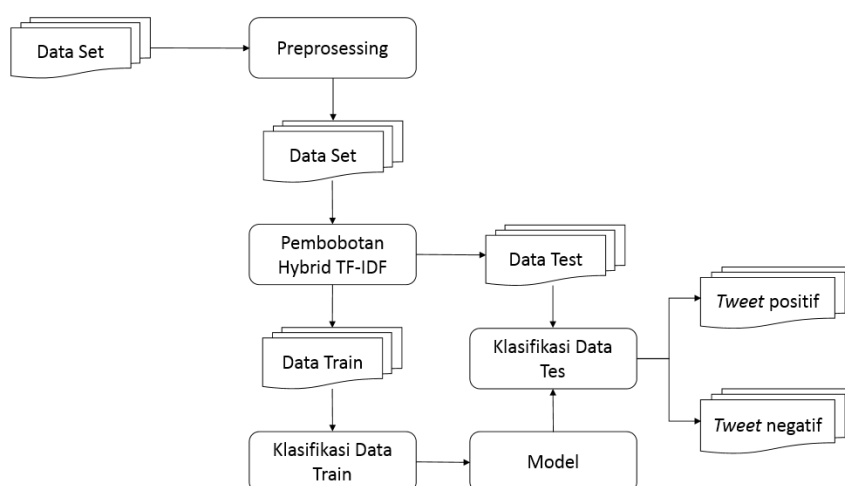 Data Set
Preprosessing
Data Set
Pembobotan
Hybrid TF-IDF
Data Test
Tweet positif
Data Train
Klasifikasi Data
Tes
Tweet negatif
Klasifikasi Data
Train
Model